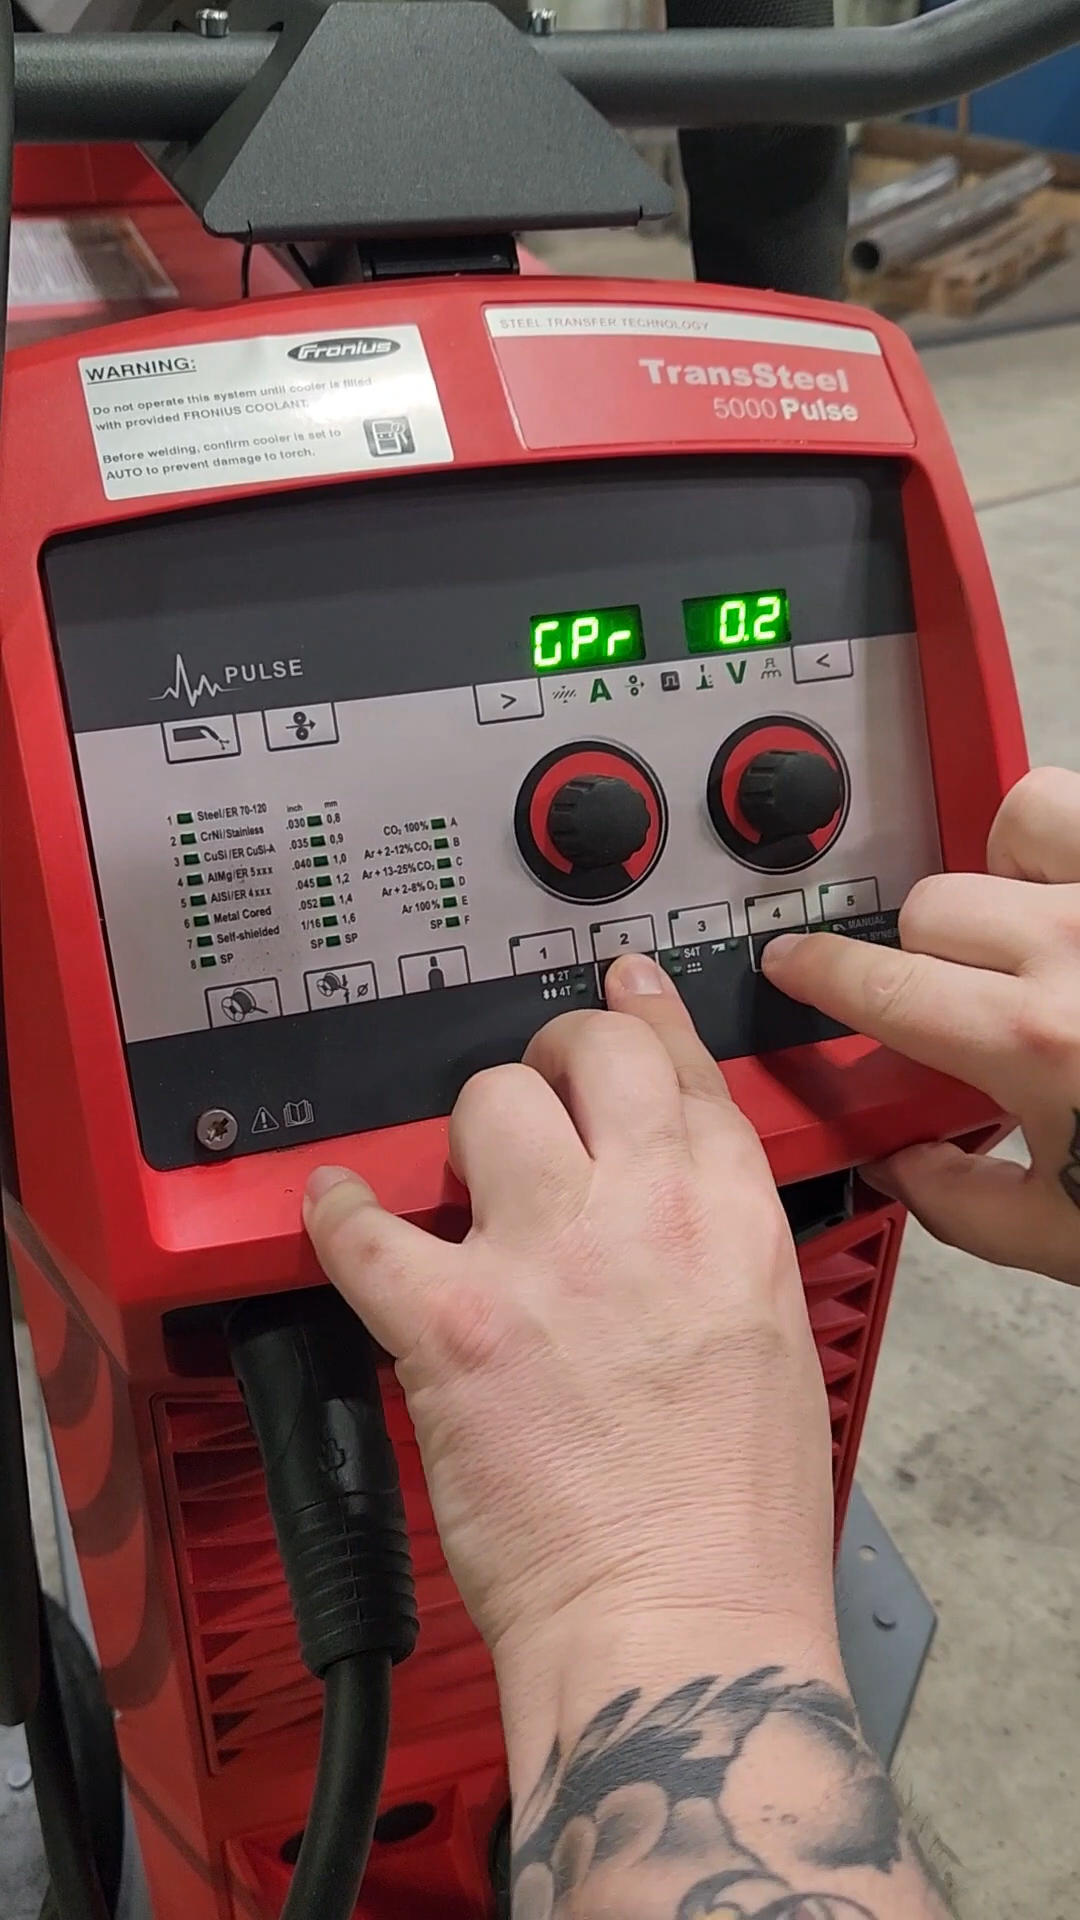 WARNING:
Fronius
Do not operate this system until cooler is filled
with provided FRONIUS COOLANT.
Before welding, confirm cooler is set to
AUTO to prevent damage to torch.
STEEL TRANSFER TECHNOLOGY
TransSteel
5000 Pulse
GPr 0.2
PULSE
> A V <
1 Steel/ER 70-120
2 CrNi/Stainless
3 CuSi/ER CuSi-A
4 AlMg/ER 5xxx
5 AlSi/ER 4xxx
6 Metal Cored
7 Self-shielded
8 SP
inch mm
.030 0,8
.035 0,9
.040 1,0
.045 1,2
.052 1,4
1/16 1,6
SP SP
CO₂ 100% A
Ar + 2-12% CO₂ B
Ar + 13-25% CO₂ C
Ar + 2-8% O₂ D
Ar 100% E
SP F
Ø
1 2 3 4 5
2T
4T
S4T
MANUAL